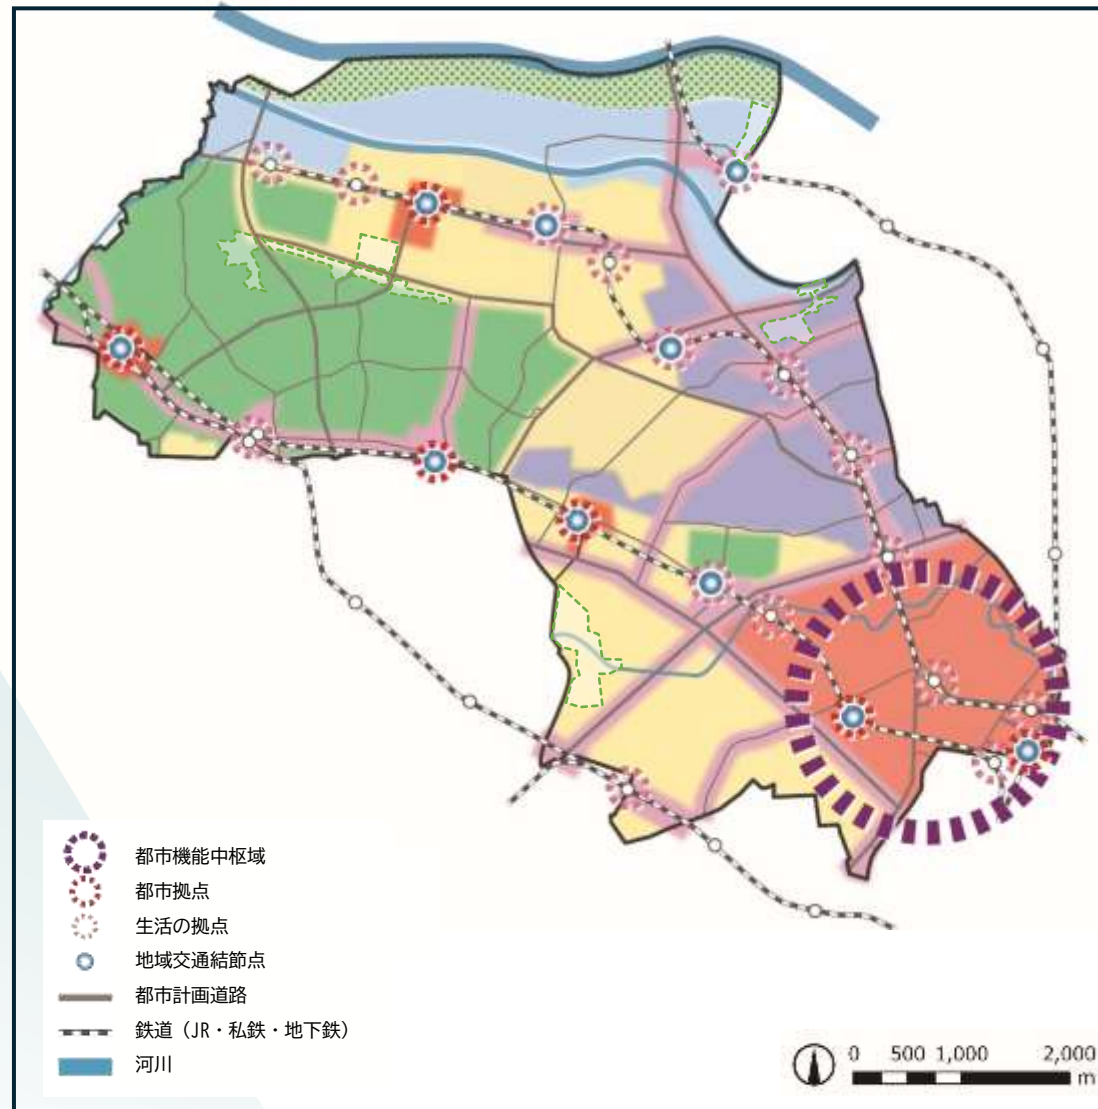 都市機能中枢域
都市拠点
生活の拠点
地域交通結節点
都市計画道路
鉄道（JR・私鉄・地下鉄）
河川
0 500 1,000 2,000
m